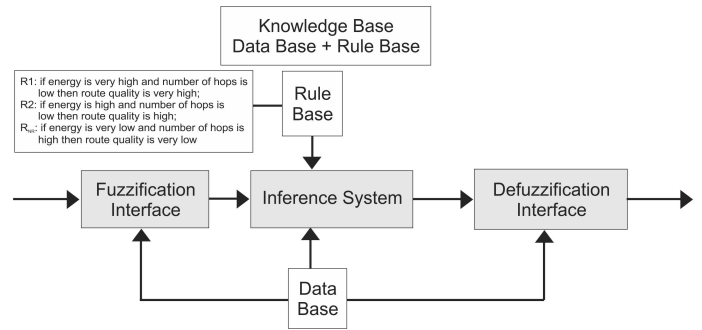 Knowledge Base
Data Base + Rule Base
R1: if energy is very high and number of hops is
low then route quality is very high;
R2: if energy is high and number of hops is
low then route quality is high;
if energy is very low and number of hops is
high then route quality is very low
Rule
Base
Fuzzification
Interface
Inference System
Defuzzification
Interface
Data
Base